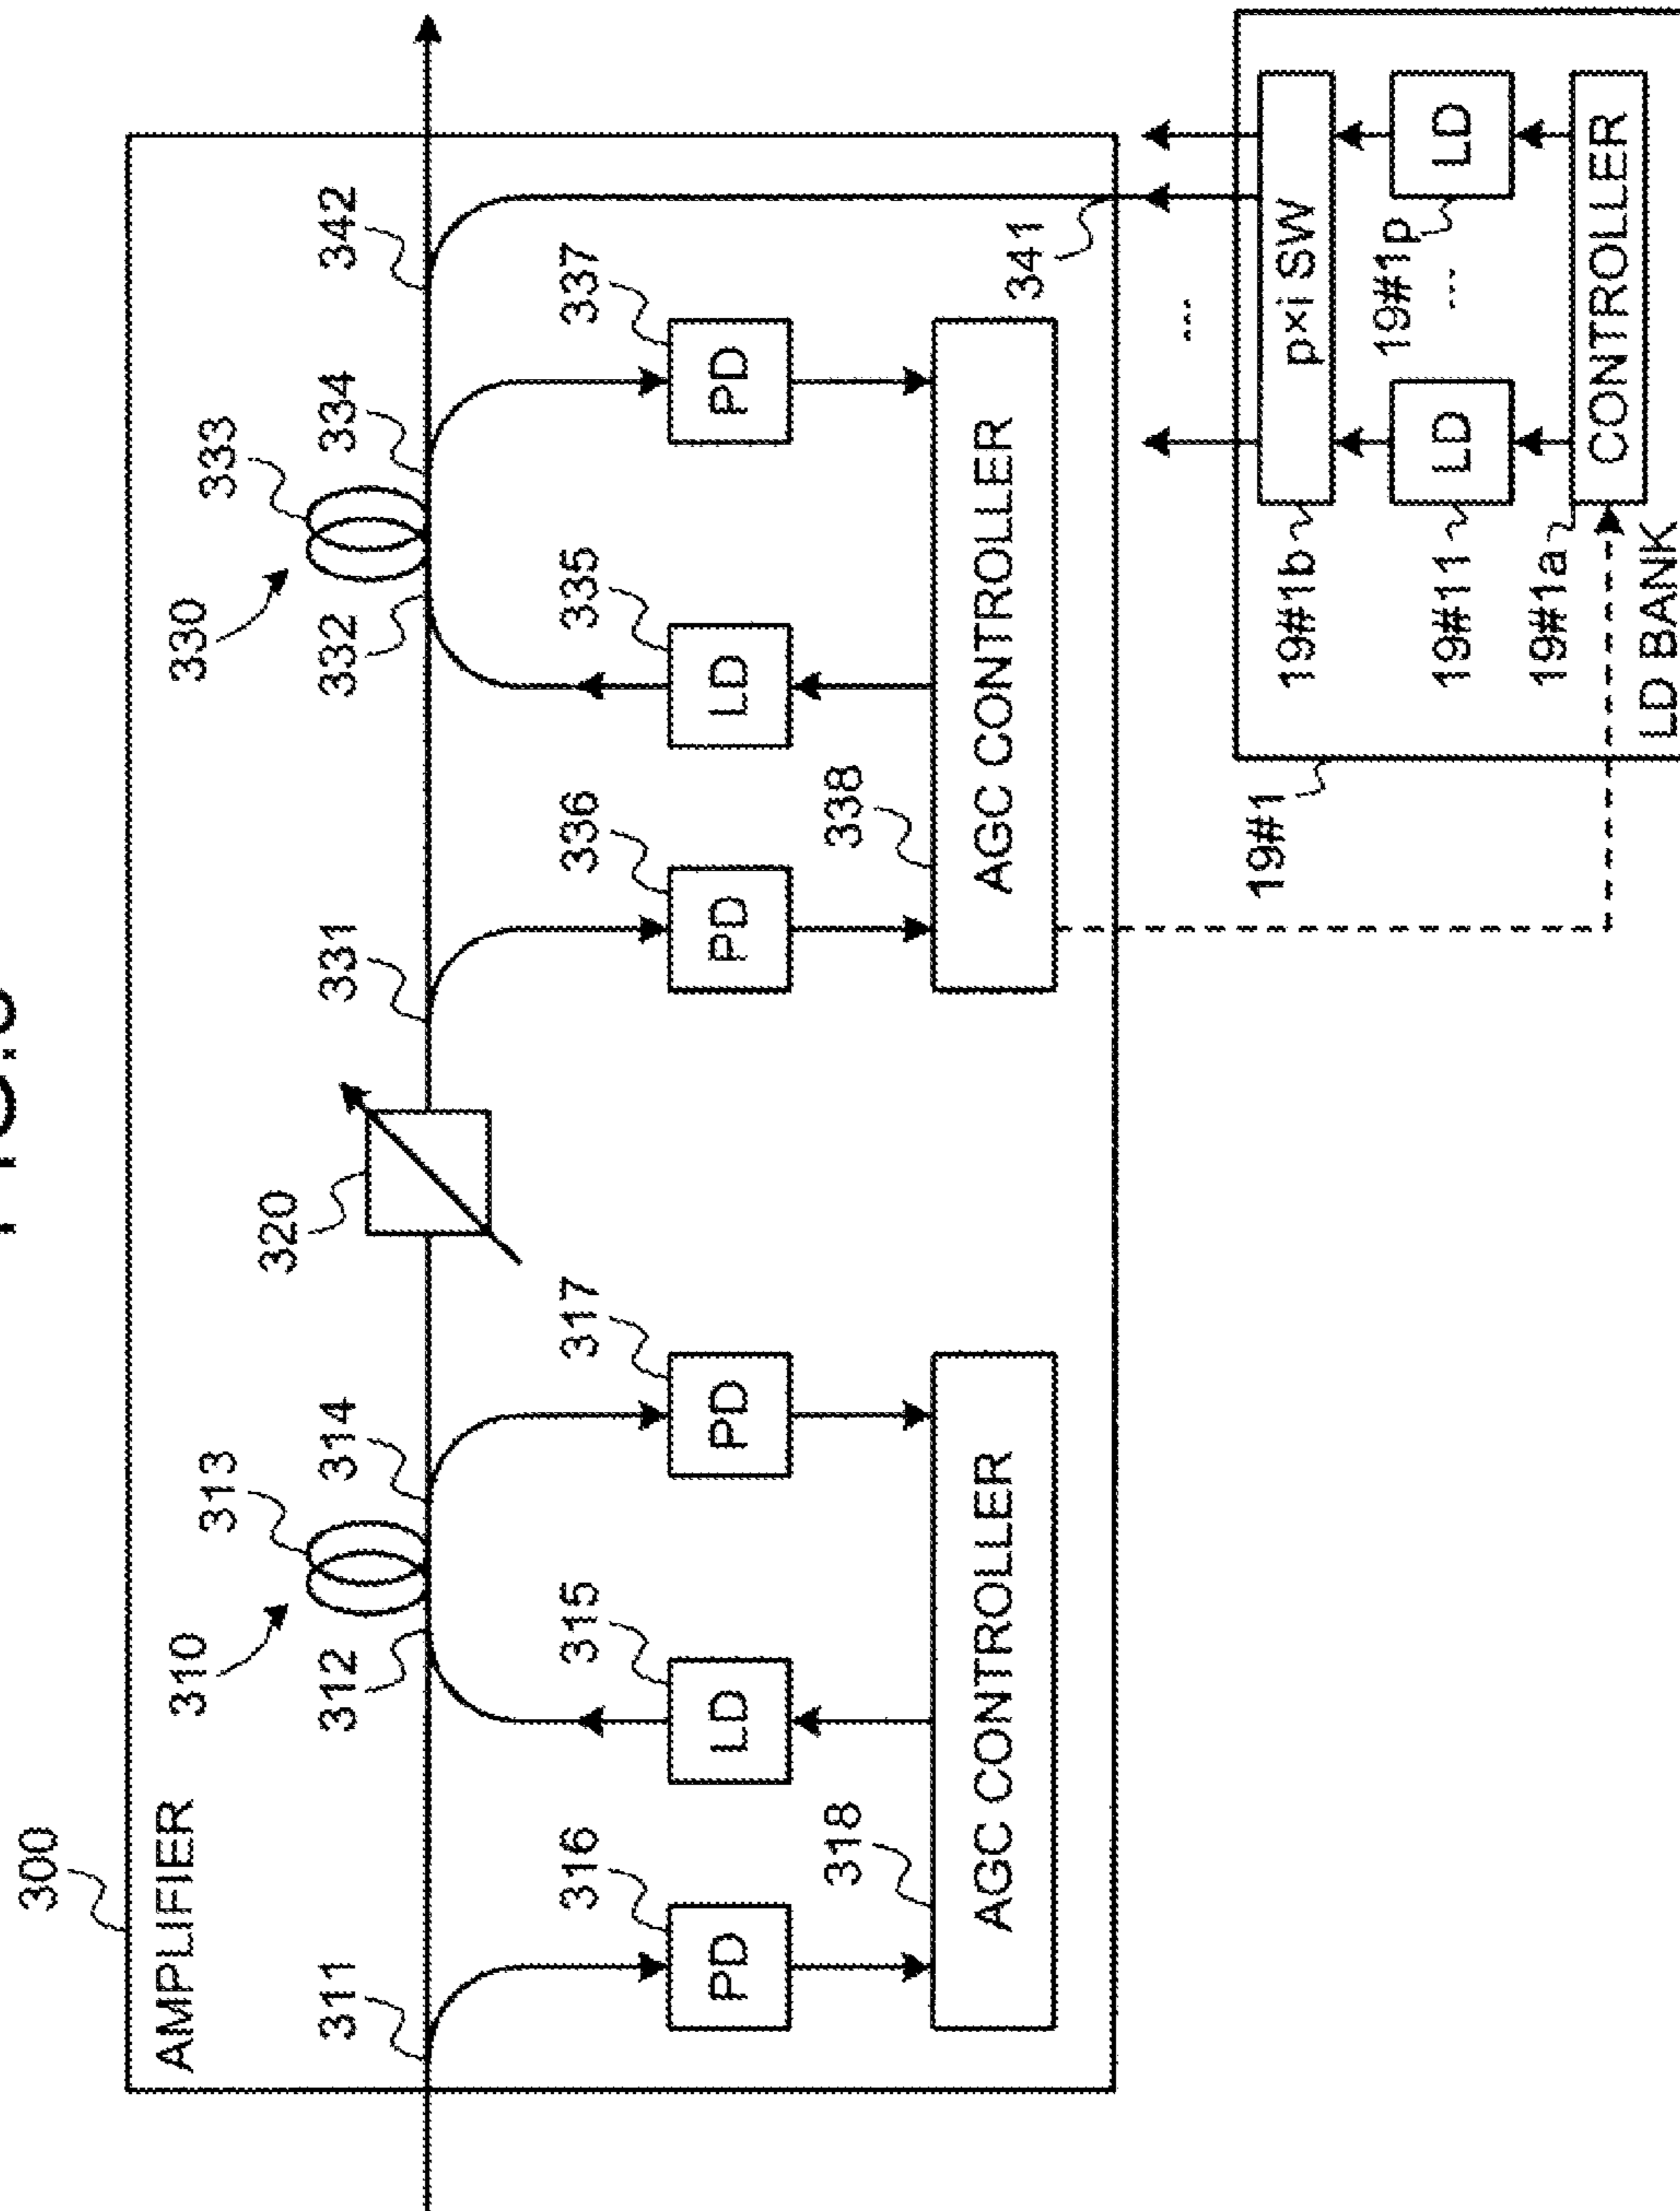 300
AMPLIFIER
310
313
320
330
333
311
312
314
331
332
334
342
316
PD
315
LD
317
PD
336
PD
335
LD
337
PD
318
AGC CONTROLLER
338
AGC CONTROLLER
341
...
19#1
19#1b
p×i SW
19#11
LD
...
19#1p
LD
19#1a
CONTROLLER
LD BANK